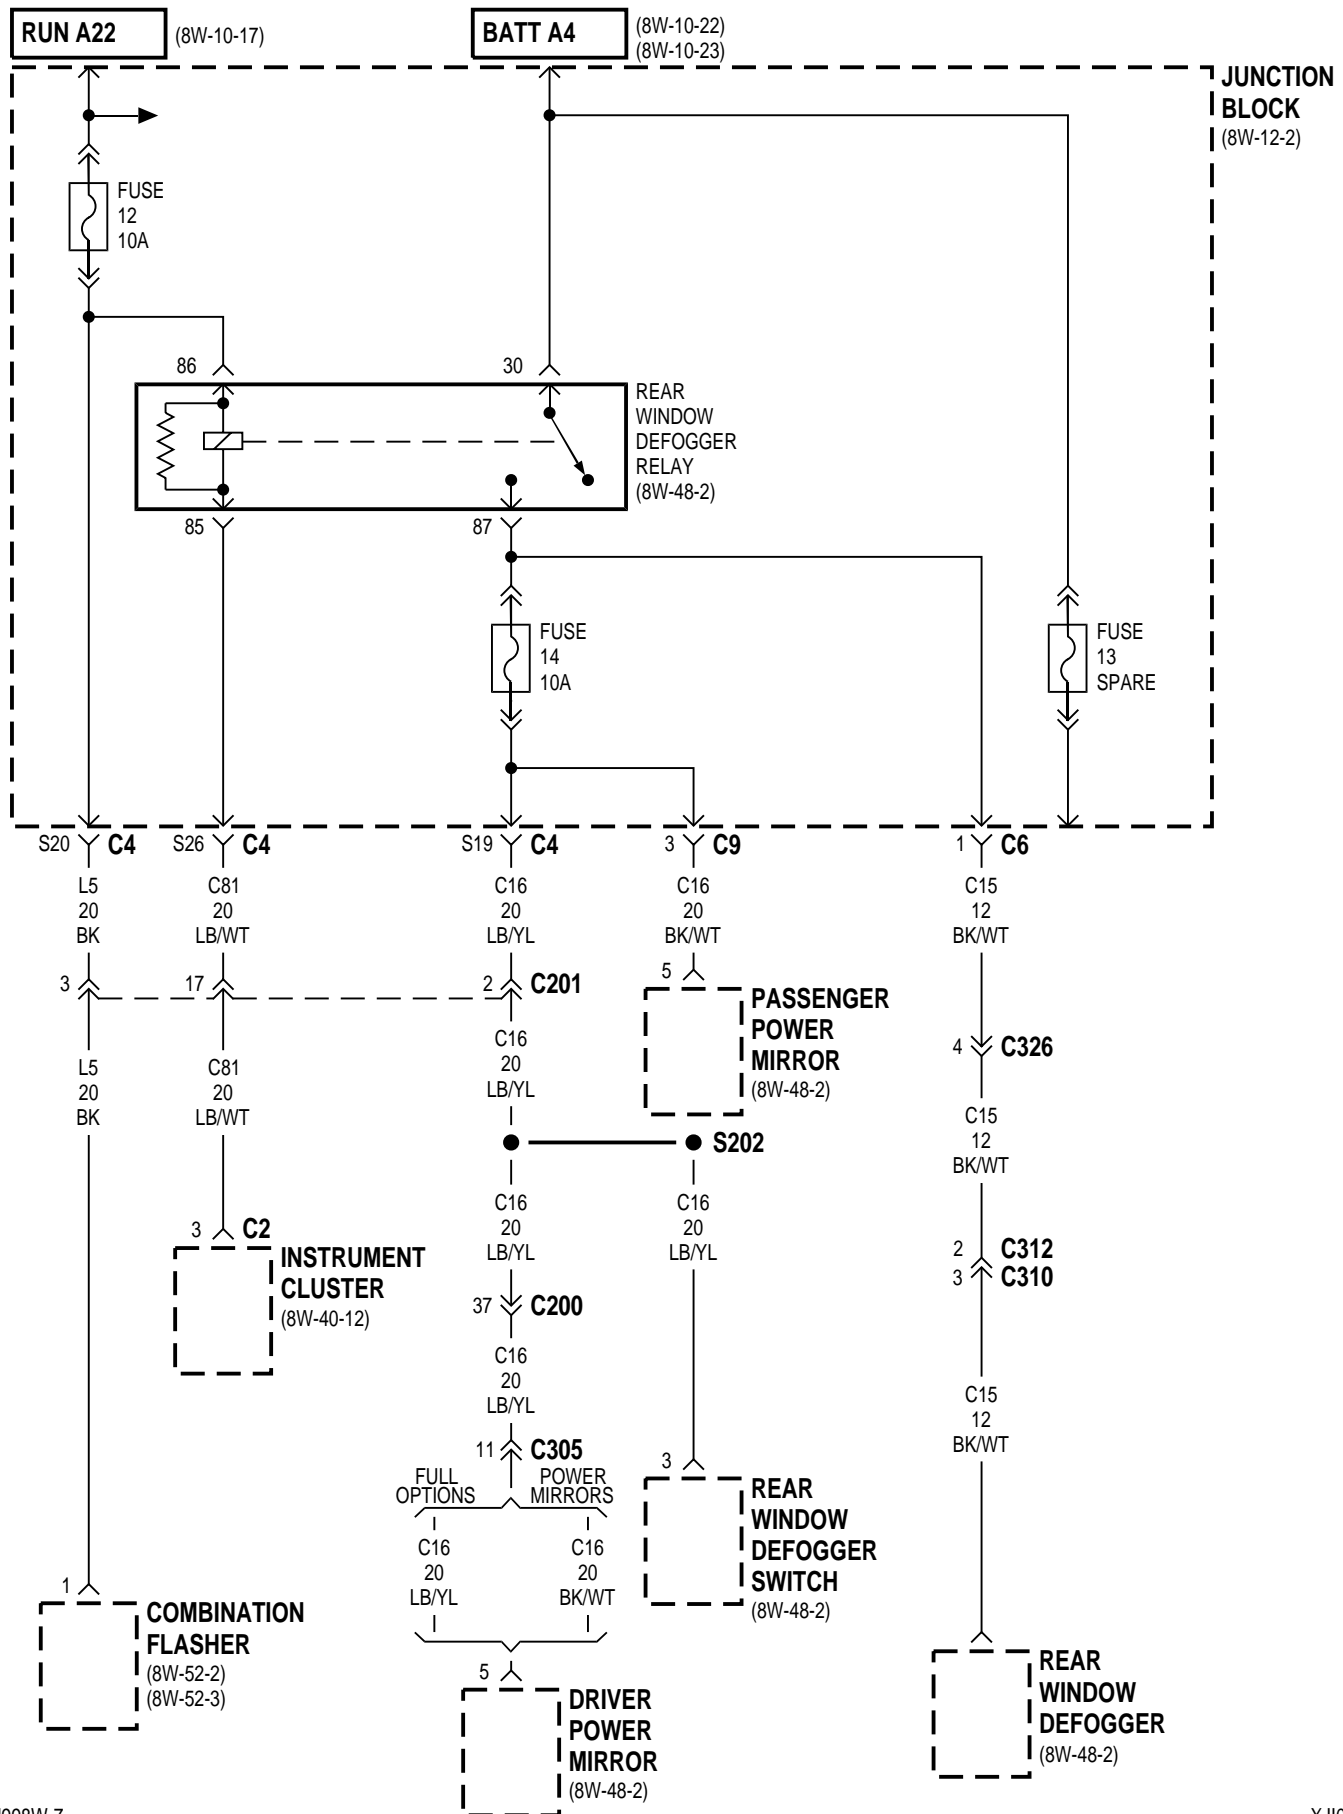 RUN A22
(8W-10-17)
BATT A4
(8W-10-22)
(8W-10-23)
JUNCTION
BLOCK
(8W-12-2)
FUSE
12
10A
86
30
REAR
WINDOW
DEFOGGER
RELAY
(8W-48-2)
85
87
FUSE
14
10A
FUSE
13
SPARE
S20
C4
S26
C4
S19
C4
3
C9
1
C6
L5
20
BK
C81
20
LB/WT
C16
20
LB/YL
C16
20
BK/WT
C15
12
BK/WT
3
17
2
C201
5
PASSENGER
POWER
MIRROR
(8W-48-2)
4
C326
L5
20
BK
C81
20
LB/WT
C16
20
LB/YL
C15
12
BK/WT
S202
C16
20
LB/YL
C16
20
LB/YL
3
C2
INSTRUMENT
CLUSTER
(8W-40-12)
2
C312
3
C310
37
C200
C16
20
LB/YL
C15
12
BK/WT
11
C305
FULL
OPTIONS
POWER
MIRRORS
3
REAR
WINDOW
DEFOGGER
SWITCH
(8W-48-2)
C16
20
LB/YL
C16
20
BK/WT
1
COMBINATION
FLASHER
(8W-52-2)
(8W-52-3)
5
DRIVER
POWER
MIRROR
(8W-48-2)
REAR
WINDOW
DEFOGGER
(8W-48-2)